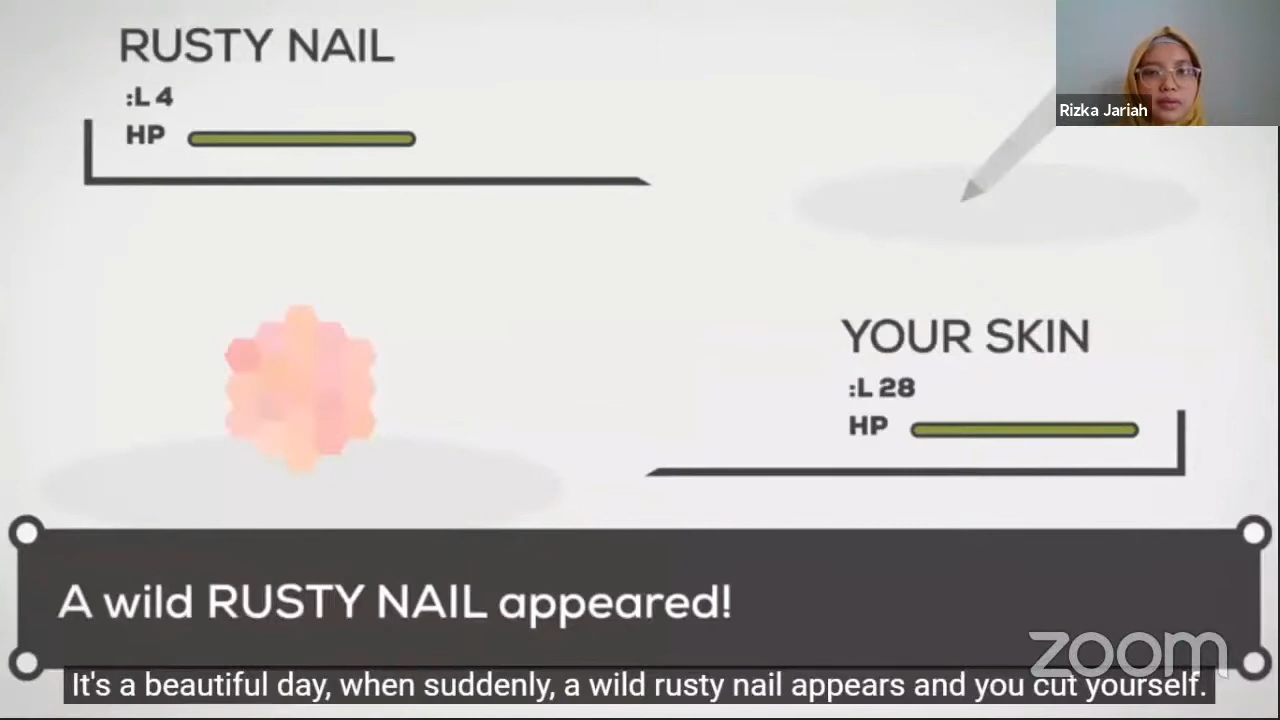 RUSTY NAIL
:L 4
HP
Rizka Jariah
YOUR SKIN
:L 28
HP
A wild RUSTY NAIL appeared!
zoom
It's a beautiful day, when suddenly, a wild rusty nail appears and you cut yourself.